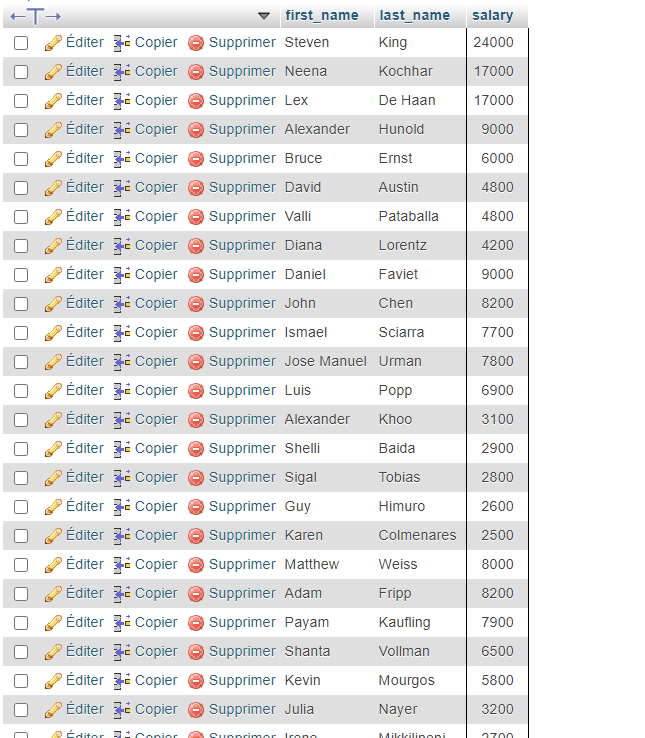 first_name last_name salary
Éditer Copier Supprimer Steven King 24000
Éditer Copier Supprimer Neena Kochhar 17000
Éditer Copier Supprimer Lex De Haan 17000
Éditer Copier Supprimer Alexander Hunold 9000
Éditer Copier Supprimer Bruce Ernst 6000
Éditer Copier Supprimer David Austin 4800
Éditer Copier Supprimer Valli Pataballa 4800
Éditer Copier Supprimer Diana Lorentz 4200
Éditer Copier Supprimer Daniel Faviet 9000
Éditer Copier Supprimer John Chen 8200
Éditer Copier Supprimer Ismael Sciarra 7700
Éditer Copier Supprimer Jose Manuel Urman 7800
Éditer Copier Supprimer Luis Popp 6900
Éditer Copier Supprimer Alexander Khoo 3100
Éditer Copier Supprimer Shelli Baida 2900
Éditer Copier Supprimer Sigal Tobias 2800
Éditer Copier Supprimer Guy Himuro 2600
Éditer Copier Supprimer Karen Colmenares 2500
Éditer Copier Supprimer Matthew Weiss 8000
Éditer Copier Supprimer Adam Fripp 8200
Éditer Copier Supprimer Payam Kaufling 7900
Éditer Copier Supprimer Shanta Vollman 6500
Éditer Copier Supprimer Kevin Mourgos 5800
Éditer Copier Supprimer Julia Nayer 3200
Éditer Copier Supprimer Irene Mikkilineni 2700